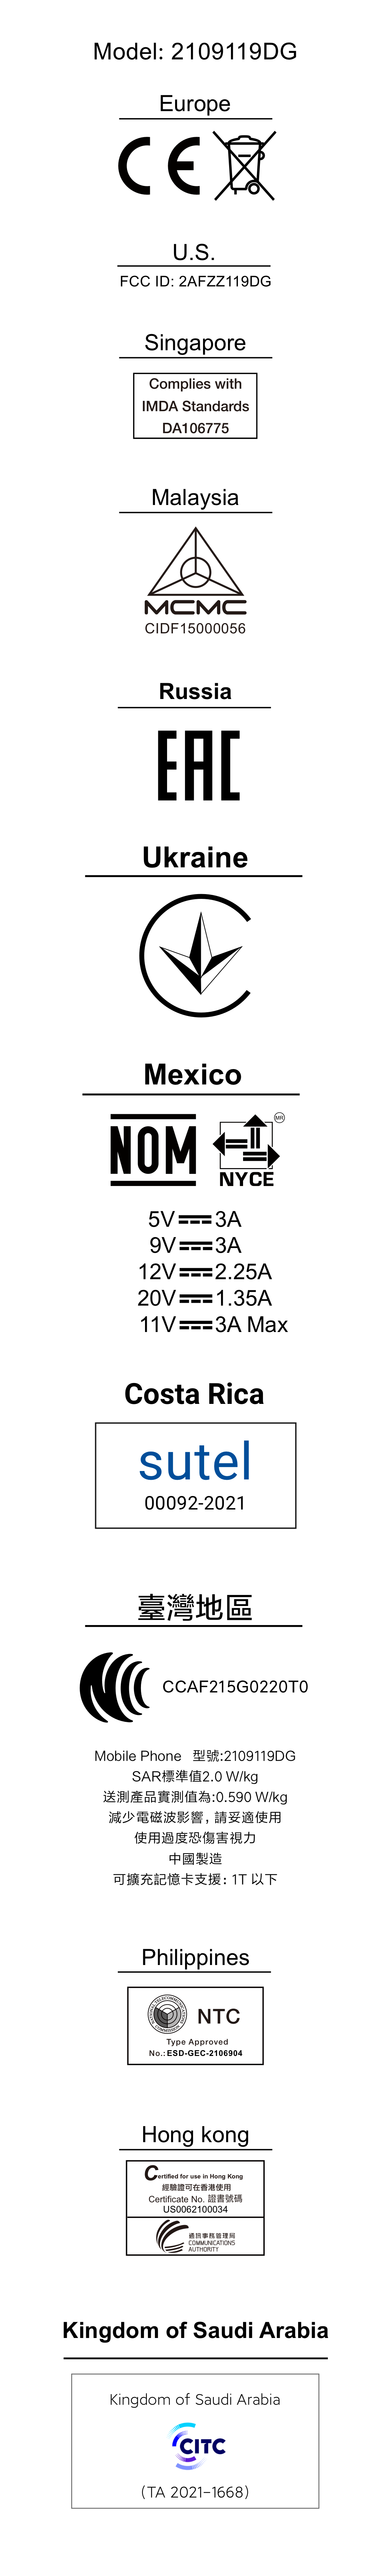 Model: 2109119DG
Europe
CE
U.S.
FCC ID: 2AFZZ119DG
Singapore
Complies with
IMDA Standards
DA106775
Malaysia
MCMC
CIDF15000056
Russia
EAC
Ukraine
Mexico
NOM NYCE MR
5V⎓3A
9V⎓3A
12V⎓2.25A
20V⎓1.35A
11V⎓3A Max
Costa Rica
sutel
00092-2021
臺灣地區
CCAF215G0220T0
Mobile Phone 型號:2109119DG
SAR標準值2.0 W/kg
送測產品實測值為:0.590 W/kg
減少電磁波影響，請妥適使用
使用過度恐傷害視力
中國製造
可擴充記憶卡支援：1T 以下
Philippines
NTC
Type Approved
No.: ESD-GEC-2106904
Hong kong
Certified for use in Hong Kong
經驗證可在香港使用
Certificate No. 證書號碼
US0062100034
通訊事務管理局
COMMUNICATIONS
AUTHORITY
Kingdom of Saudi Arabia
Kingdom of Saudi Arabia
CITC
(TA 2021-1668)